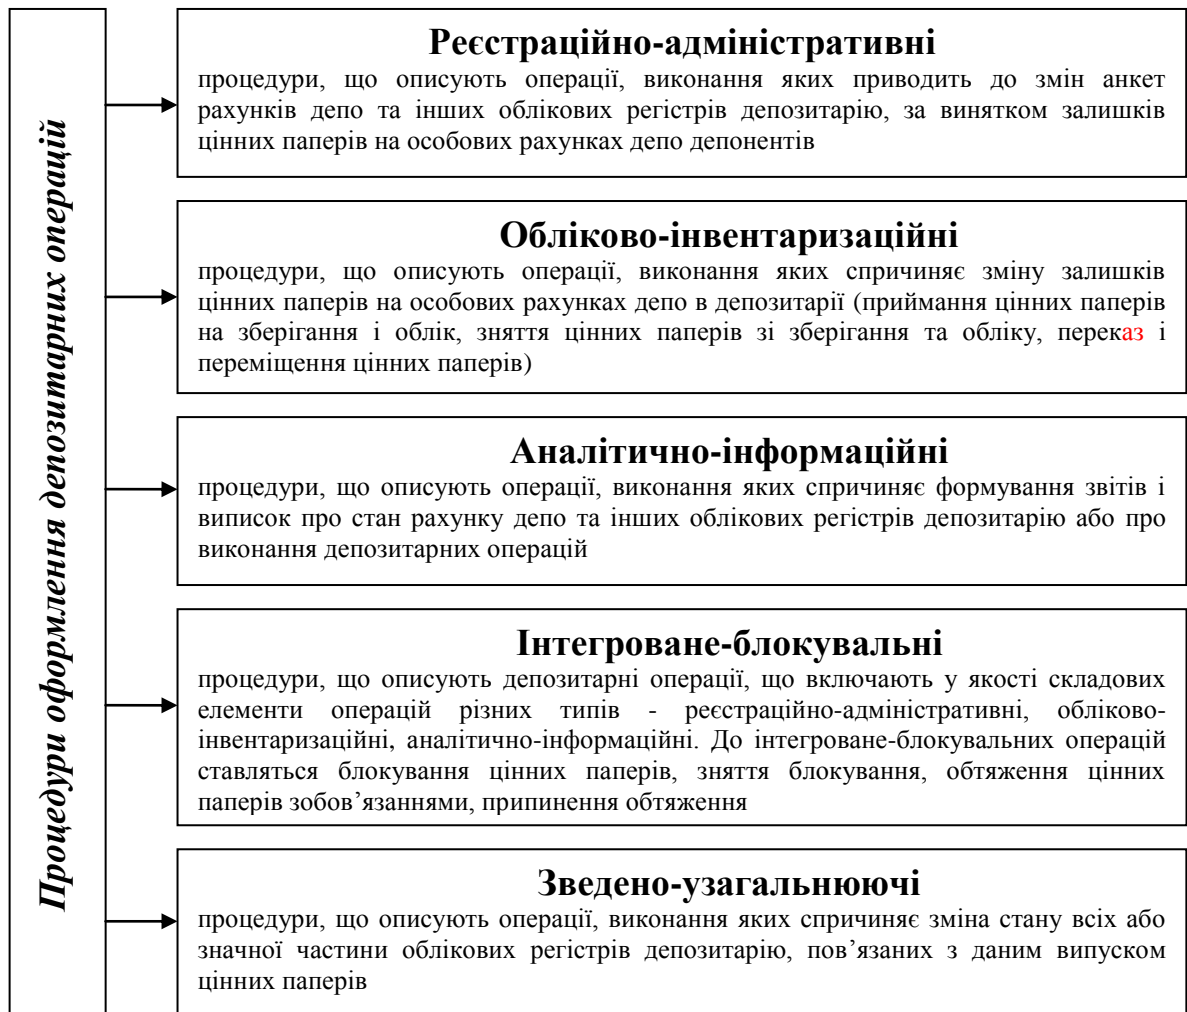 Процедури оформлення депозитарних операцій
Реєстраційно-адміністративні
процедури, що описують операції, виконання яких приводить до змін анкет
рахунків депо та інших облікових регістрів депозитарію, за винятком залишків
цінних паперів на особових рахунках депо депонентів
Обліково-інвентаризаційні
процедури, що описують операції, виконання яких спричиняє зміну залишків
цінних паперів на особових рахунках депо в депозитарії (приймання цінних паперів
на зберігання і облік, зняття цінних паперів зі зберігання та обліку, переказ і
переміщення цінних паперів)
Аналітично-інформаційні
процедури, що описують операції, виконання яких спричиняє формування звітів і
виписок про стан рахунку депо та інших облікових регістрів депозитарію або про
виконання депозитарних операцій
Інтегроване-блокувальні
процедури, що описують депозитарні операції, що включають у якості складових
елементи операцій різних типів - реєстраційно-адміністративні, обліково-
інвентаризаційні, аналітично-інформаційні. До інтегроване-блокувальних операцій
ставляться блокування цінних паперів, зняття блокування, обтяження цінних
паперів зобов’язаннями, припинення обтяження
Зведено-узагальнюючі
процедури, що описують операції, виконання яких спричиняє зміна стану всіх або
значної частини облікових регістрів депозитарію, пов’язаних з даним випуском
цінних паперів